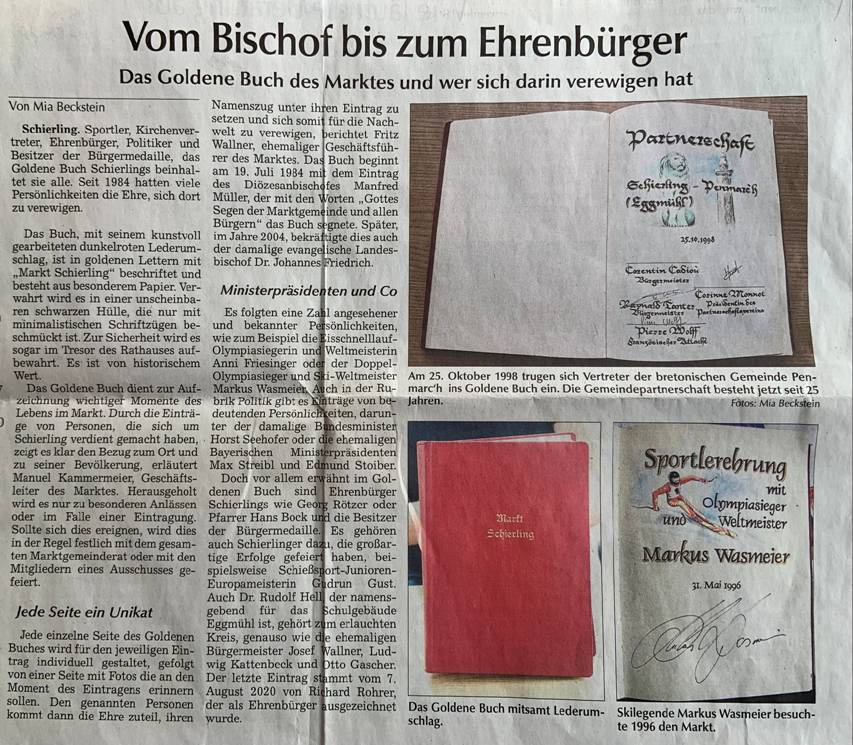 Vom Bischof bis zum Ehrenbürger
Das Goldene Buch des Marktes und wer sich darin verewigen hat
Von Mia Beckstein
Schierling. Sportler, Kirchenver-
treter, Ehrenbürger, Politiker und
Besitzer der Bürgermedaille, das
Goldene Buch Schierlings beinhal-
tet sie alle. Seit 1984 hatten viele
Persönlichkeiten die Ehre, sich dort
zu verewigen.
Das Buch, mit seinem kunstvoll
gearbeiteten dunkelroten Lederum-
schlag, ist in goldenen Lettern mit
„Markt Schierling" beschriftet und
besteht aus besonderem Papier. Ver-
wahrt wird es in einer unscheinba-
ren schwarzen Hülle, die nur mit
minimalistischen Schriftzügen be-
schmückt ist. Zur Sicherheit wird es
sogar im Tresor des Rathauses auf-
bewahrt. Es ist von historischem
Wert.
Das Goldene Buch dient zur Auf-
zeichnung wichtiger Momente des
Lebens im Markt. Durch die Einträ-
ge von Personen, die sich um
Schierling verdient gemacht haben,
zeigt es klar den Bezug zum Ort und
zu seiner Bevölkerung, erläutert
Manuel Kammermeier, Geschäfts-
leiter des Marktes. Herausgeholt
wird es nur zu besonderen Anlässen
oder im Falle einer Eintragung.
Sollte sich dies ereignen, wird dies
in der Regel festlich mit dem gesam-
ten Marktgemeinderat oder mit den
Mitgliedern eines Ausschusses ge-
feiert.
Jede Seite ein Unikat
Jede einzelne Seite des Goldenen
Buches wird für den jeweiligen Ein-
trag individuell gestaltet, gefolgt
von einer Seite mit Fotos die an den
Moment des Eintragens erinnern
sollen. Den genannten Personen
kommt dann die Ehre zuteil, ihren
Namenszug unter ihren Eintrag zu
setzen und sich somit für die Nach-
welt zu verewigen, berichtet Fritz
Wallner, ehemaliger Geschäftsfüh-
rer des Marktes. Das Buch beginnt
am 19. Juli 1984 mit dem Eintrag
des Diözesanbischofes Manfred
Müller, der mit den Worten „Gottes
Segen der Marktgemeinde und allen
Bürgern" das Buch segnete. Später,
im Jahre 2004, bekräftigte dies auch
der damalige evangelische Landes-
bischof Dr. Johannes Friedrich.
Ministerpräsidenten und Co
Es folgten eine Zahl angesehener
und bekannter Persönlichkeiten,
wie zum Beispiel die Eisschnelllauf-
Olympiasiegerin und Weltmeisterin
Anni Friesinger oder der Doppel-
Olympiasieger und Ski-Weltmeister
Markus Wasmeier. Auch in der Ru-
brik Politik gibt es Einträge von be-
deutenden Persönlichkeiten, darun-
ter der damalige Bundesminister
Horst Seehofer oder die ehemaligen
Bayerischen Ministerpräsidenten
Max Streibl und Edmund Stoiber.
Doch vor allem erwähnt im Gol-
denen Buch sind Ehrenbürger
Schierlings wie Georg Rötzer oder
Pfarrer Hans Bock und die Besitzer
der Bürgermedaille. Es gehören
auch Schierlinger dazu, die großar-
tige Erfolge gefeiert haben, bei-
spielsweise Schießsport-Junioren-
Europameisterin Gudrun Gust.
Auch Dr. Rudolf Hell, der namens-
gebend für das Schulgebäude
Eggmühl ist, gehört zum erlauchten
Kreis, genauso wie die ehemaligen
Bürgermeister Josef Wallner, Lud-
wig Kattenbeck und Otto Gascher.
Der letzte Eintrag stammt vom 7.
August 2020 von Richard Rohrer,
der als Ehrenbürger ausgezeichnet
wurde.
Partnerschaft
Schierling - Penmarch
(Eggmühl)
25.10.1998
Corentin Cadiou
Bürgermeister
Raynald Tanter
Bürgermeister
Corinne Monnot
Präsidentin des
Partnerschaftsvereins
Pierre Wolff
Französischer Attaché
Am 25. Oktober 1998 trugen sich Vertreter der bretonischen Gemeinde Pen-
marc'h ins Goldene Buch ein. Die Gemeindepartnerschaft besteht jetzt seit 25
Jahren.
Fotos: Mia Beckstein
Markt
Schierling
Das Goldene Buch mitsamt Lederum-
schlag.
Sportlerehrung
mit
Olympiasieger
und Weltmeister
Markus Wasmeier
31. Mai 1996
Skilegende Markus Wasmeier besuch-
te 1996 den Markt.